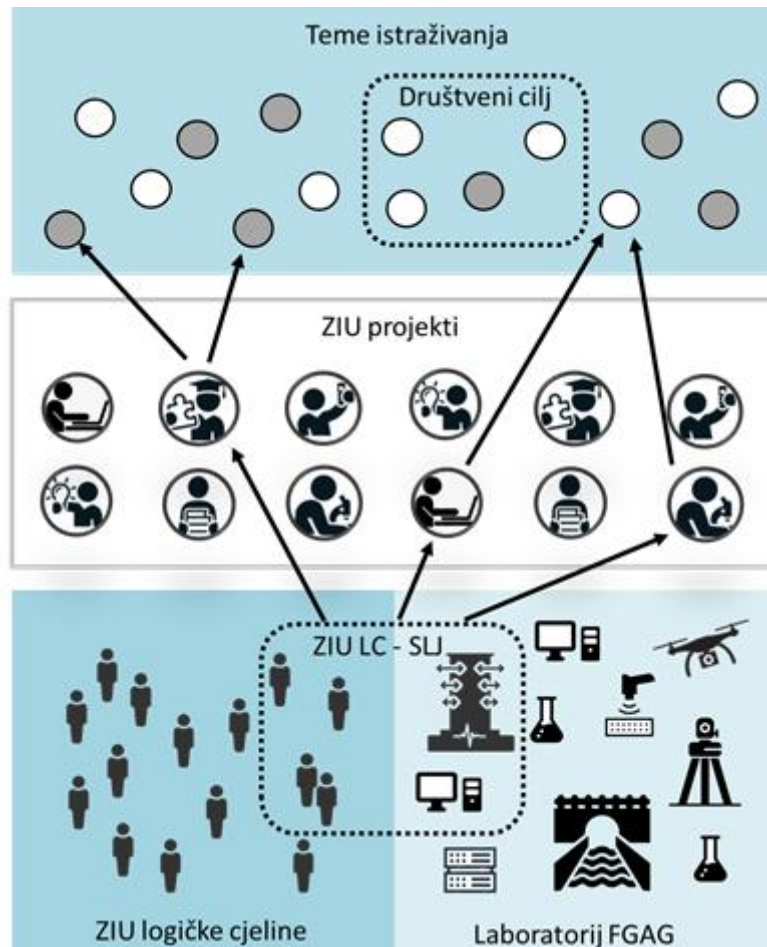 Teme istraživanja
Društveni cilj
ZIU projekti
ZIU LC - SLJ
ZIU logičke cjeline
Laboratorij FGAG